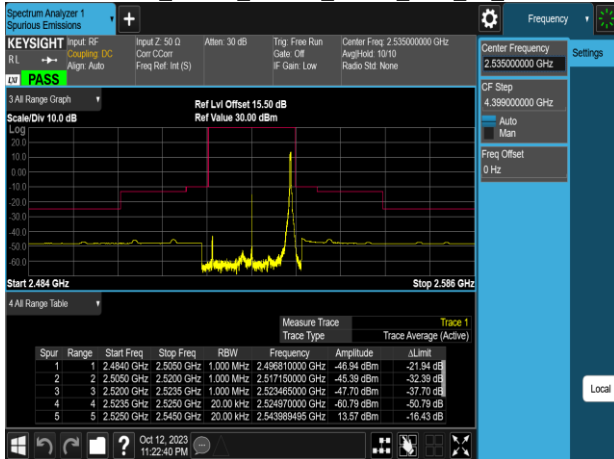 Spectrum Analyzer 1
Spurious Emissions
Frequency
KEYSIGHT Input: RF Input Z: 50 Ω Atten: 30 dB Trig: Free Run Center Freq: 2.535000000 GHz
RL Coupling: DC Corr CCorr Gate: Off Avg|Hold: 10/10
Align: Auto Freq Ref: Int (S) IF Gain: Low Radio Std: None
LXI PASS
Center Frequency
2.535000000 GHz
Settings
CF Step
4.399000000 GHz
Auto
Man
Freq Offset
0 Hz
3 All Range Graph
Ref Lvl Offset 15.50 dB
Scale/Div 10.0 dB Ref Value 30.00 dBm
Log
20.0
10.0
0.00
-10.0
-20.0
-30.0
-40.0
-50.0
-60.0
Start 2.484 GHz Stop 2.586 GHz
4 All Range Table
Measure Trace Trace 1
Trace Type Trace Average (Active)
Spur Range Start Freq Stop Freq RBW Frequency Amplitude ΔLimit
1 1 2.4840 GHz 2.5050 GHz 1.000 MHz 2.496810000 GHz -46.94 dBm -21.94 dB
2 2 2.5050 GHz 2.5200 GHz 1.000 MHz 2.517150000 GHz -45.39 dBm -32.39 dB
3 3 2.5200 GHz 2.5235 GHz 1.000 MHz 2.523465000 GHz -47.70 dBm -37.70 dB
4 4 2.5235 GHz 2.5250 GHz 20.00 kHz 2.524970000 GHz -60.79 dBm -50.79 dB
5 5 2.5250 GHz 2.5450 GHz 20.00 kHz 2.543989495 GHz 13.57 dBm -16.43 dB
Local
?
Oct 12, 2023
11:22:40 PM